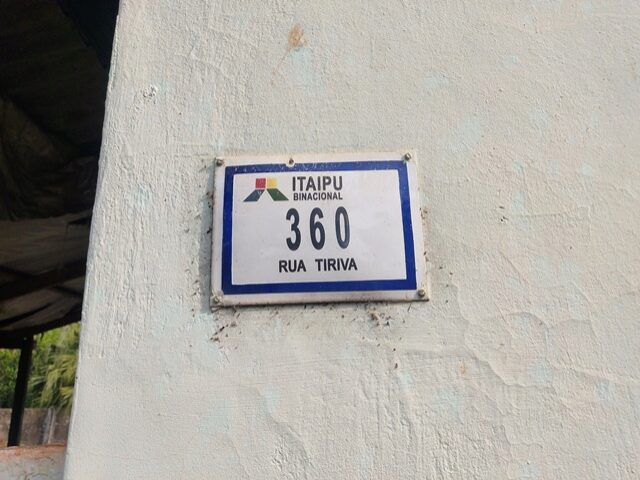 ITAIPU
BINACIONAL
360
RUA TIRIVA